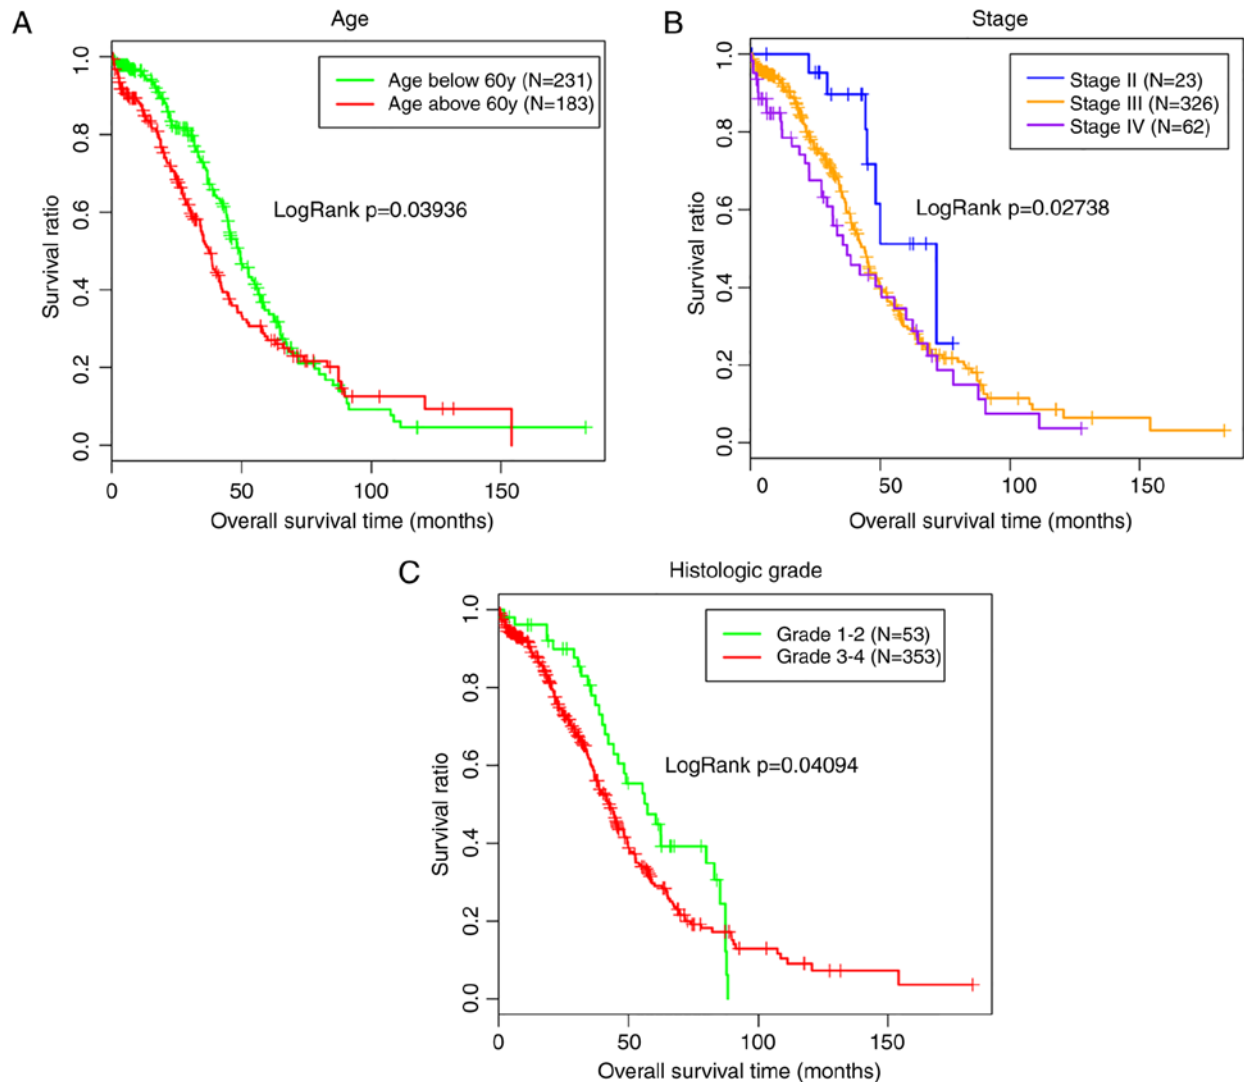 A
Age
1.0
0.8
0.6
0.4
0.2
0.0
Survival ratio
Age below 60y (N=231)
Age above 60y (N=183)
LogRank p=0.03936
0 50 100 150
Overall survival time (months)
B
Stage
1.0
0.8
0.6
0.4
0.2
0.0
Survival ratio
Stage II (N=23)
Stage III (N=326)
Stage IV (N=62)
LogRank p=0.02738
0 50 100 150
Overall survival time (months)
C
Histologic grade
1.0
0.8
0.6
0.4
0.2
0.0
Survival ratio
Grade 1-2 (N=53)
Grade 3-4 (N=353)
LogRank p=0.04094
0 50 100 150
Overall survival time (months)